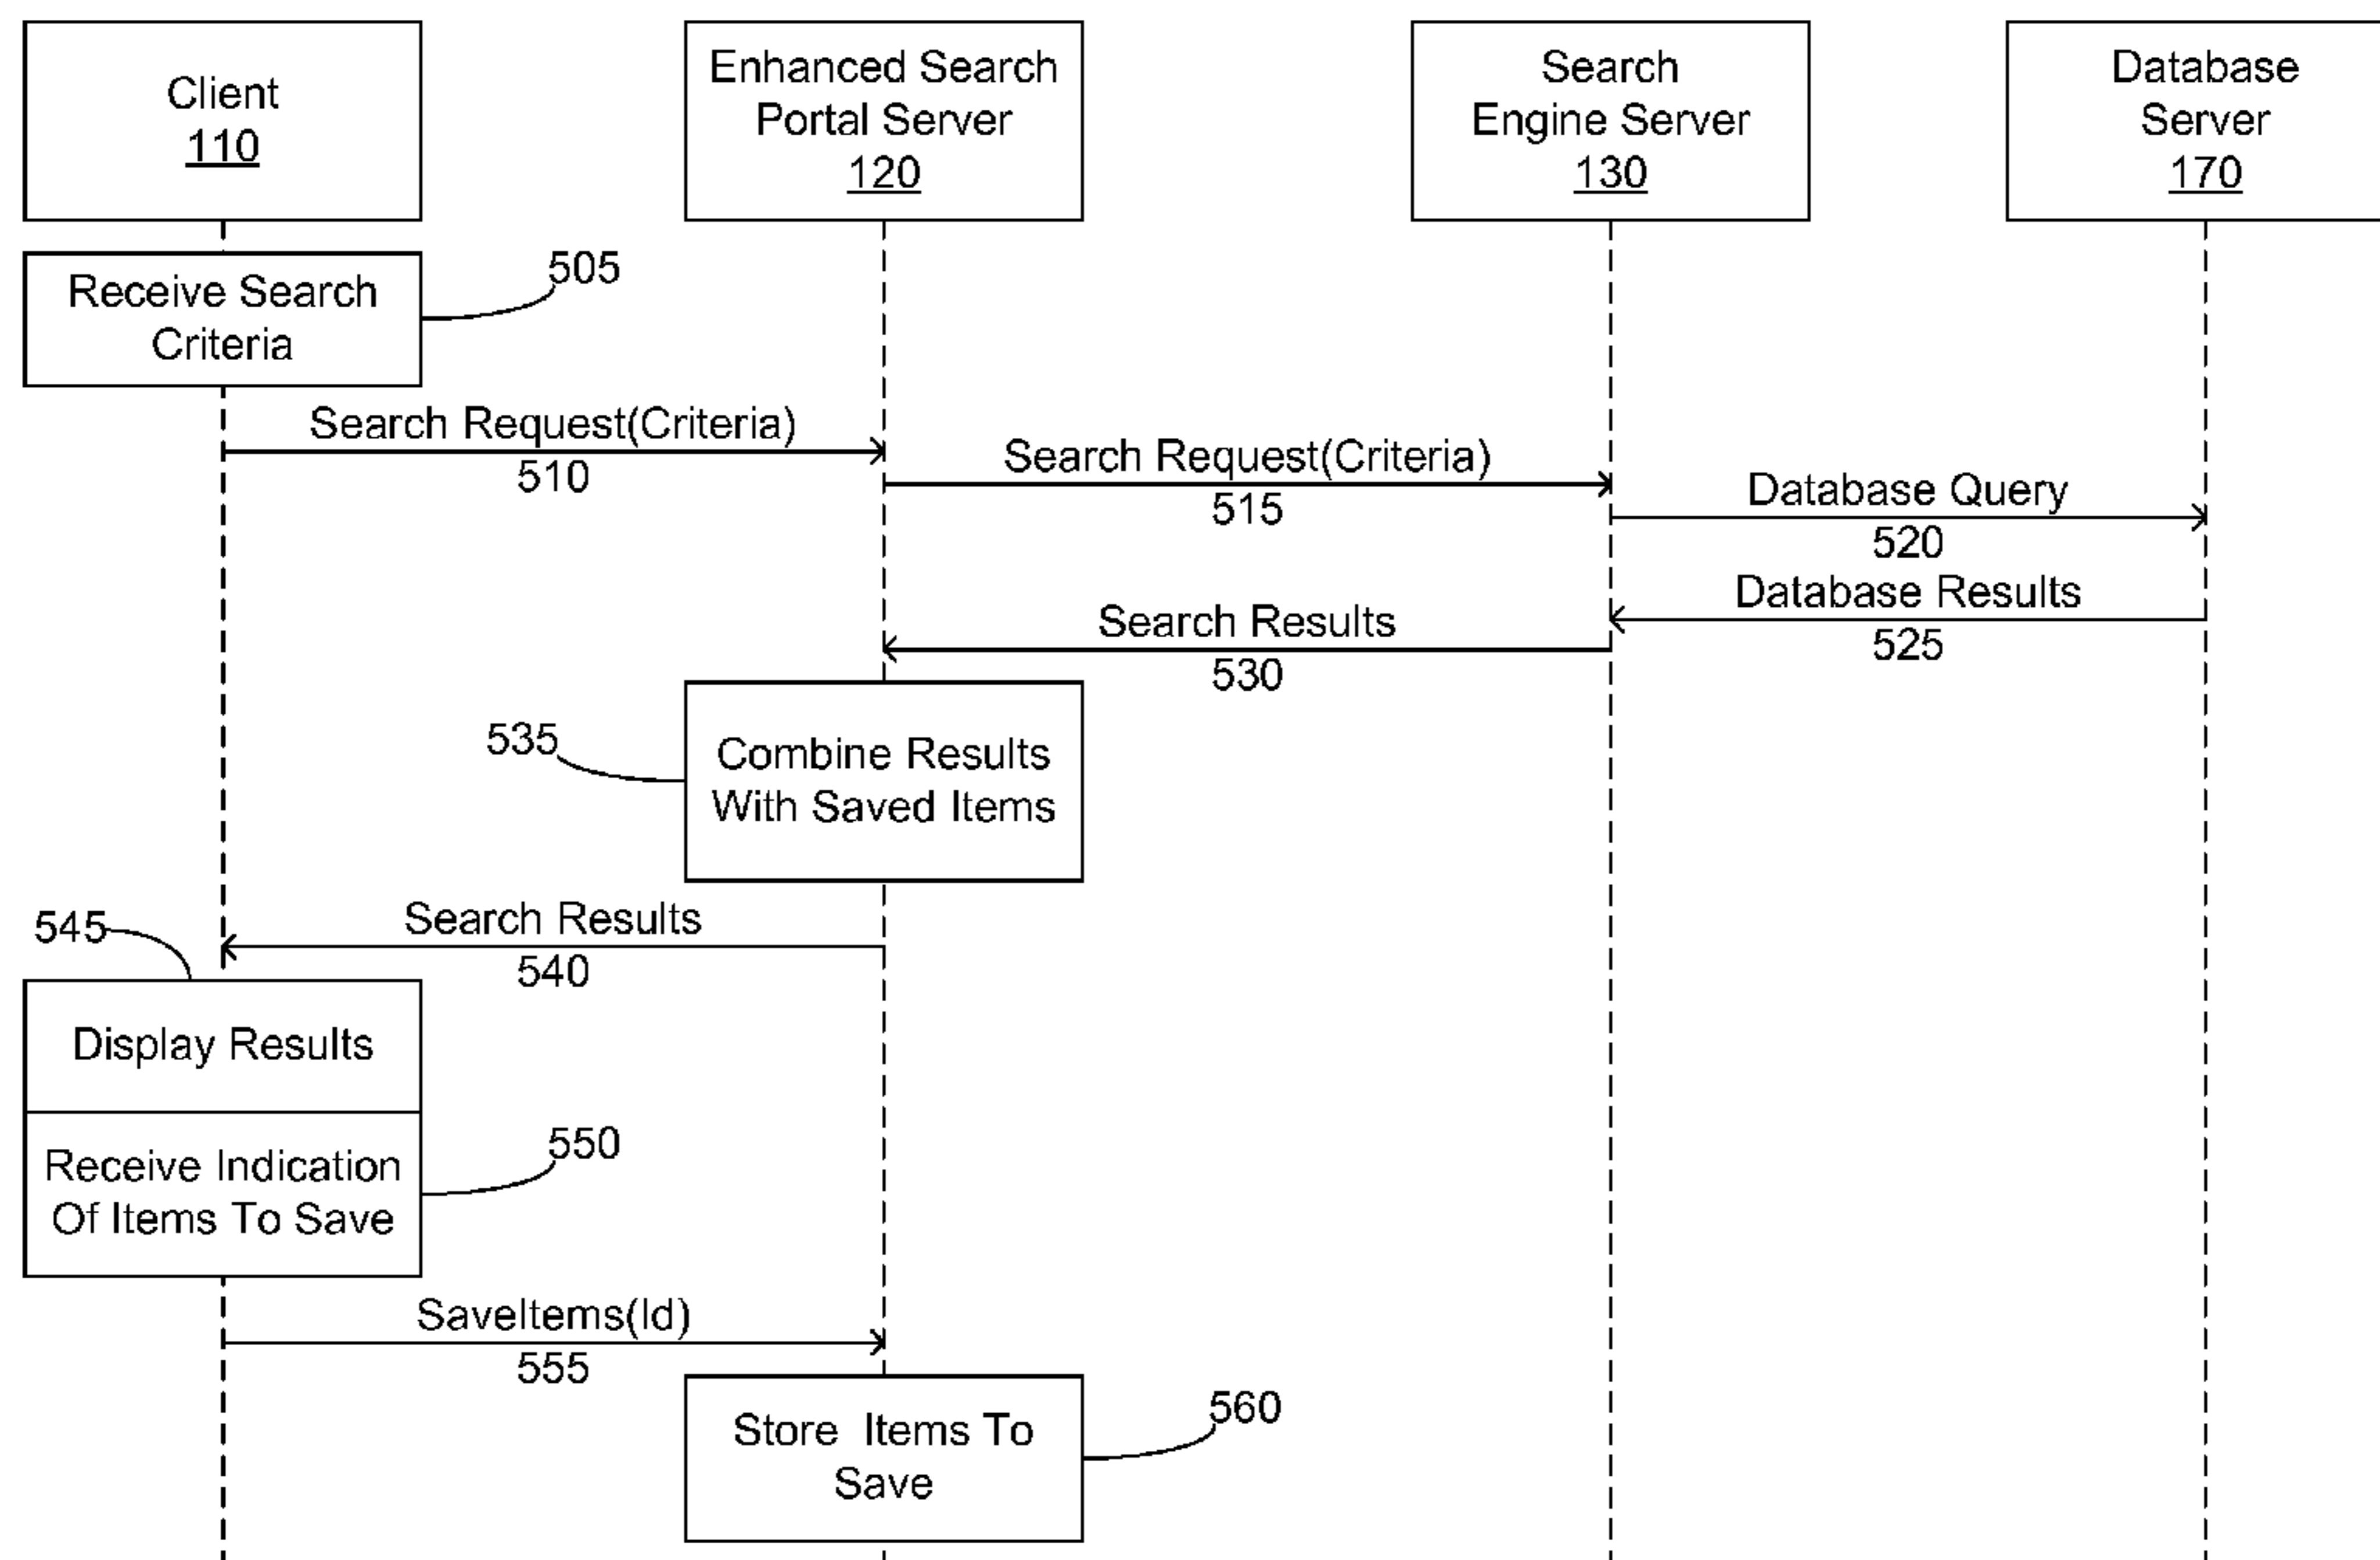 Client
110
Enhanced Search
Portal Server
120
Search
Engine Server
130
Database
Server
170
Receive Search
Criteria
505
Search Request(Criteria)
510
Search Request(Criteria)
515
Database Query
520
Database Results
525
Search Results
530
535
Combine Results
With Saved Items
Search Results
540
545
Display Results
Receive Indication
Of Items To Save
550
SaveItems(Id)
555
Store Items To
Save
560